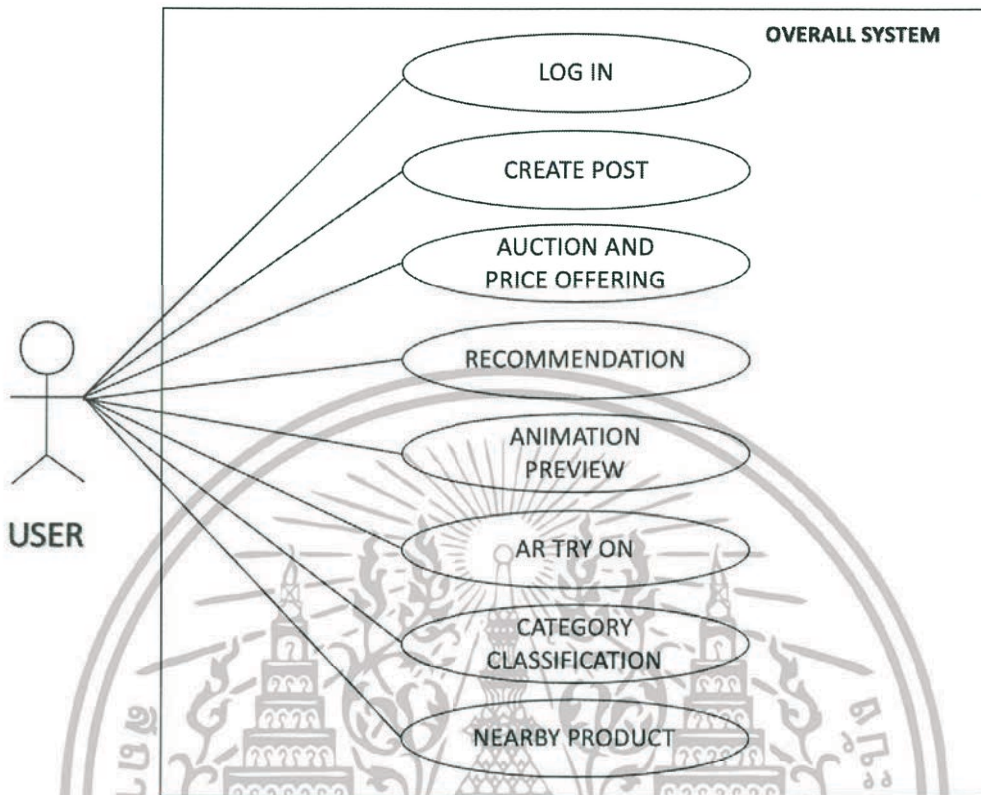 OVERALL SYSTEM
LOG IN
CREATE POST
AUCTION AND
PRICE OFFERING
RECOMMENDATION
ANIMATION
PREVIEW
USER
AR TRY ON
CATEGORY
CLASSIFICATION
NEARBY PRODUCT